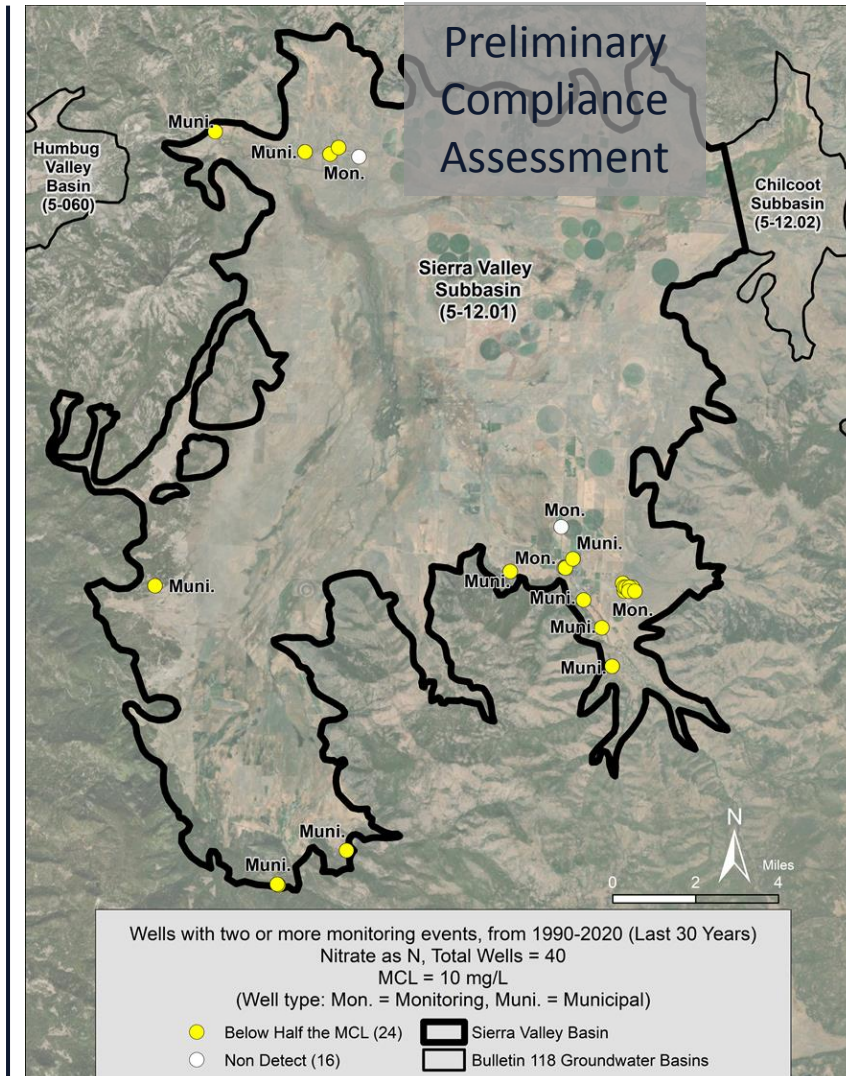 Preliminary
Compliance
Assessment
Muni.
Humbug
Valley
Basin
(5-060)
Muni.
Mon.
Chilcoot
Subbasin
(5-12.02)
Sierra Valley
Subbasin
(5-12.01)
Mon.
Muni.
Mon.
Muni.
Muni.
Muni.
Mon.
Muni.
Muni.
Muni.
Muni.
N
Miles
0 2 4
Wells with two or more monitoring events, from 1990-2020 (Last 30 Years)
Nitrate as N, Total Wells = 40
MCL = 10 mg/L
(Well type: Mon. = Monitoring, Muni. = Municipal)
Below Half the MCL (24) Sierra Valley Basin
Non Detect (16) Bulletin 118 Groundwater Basins